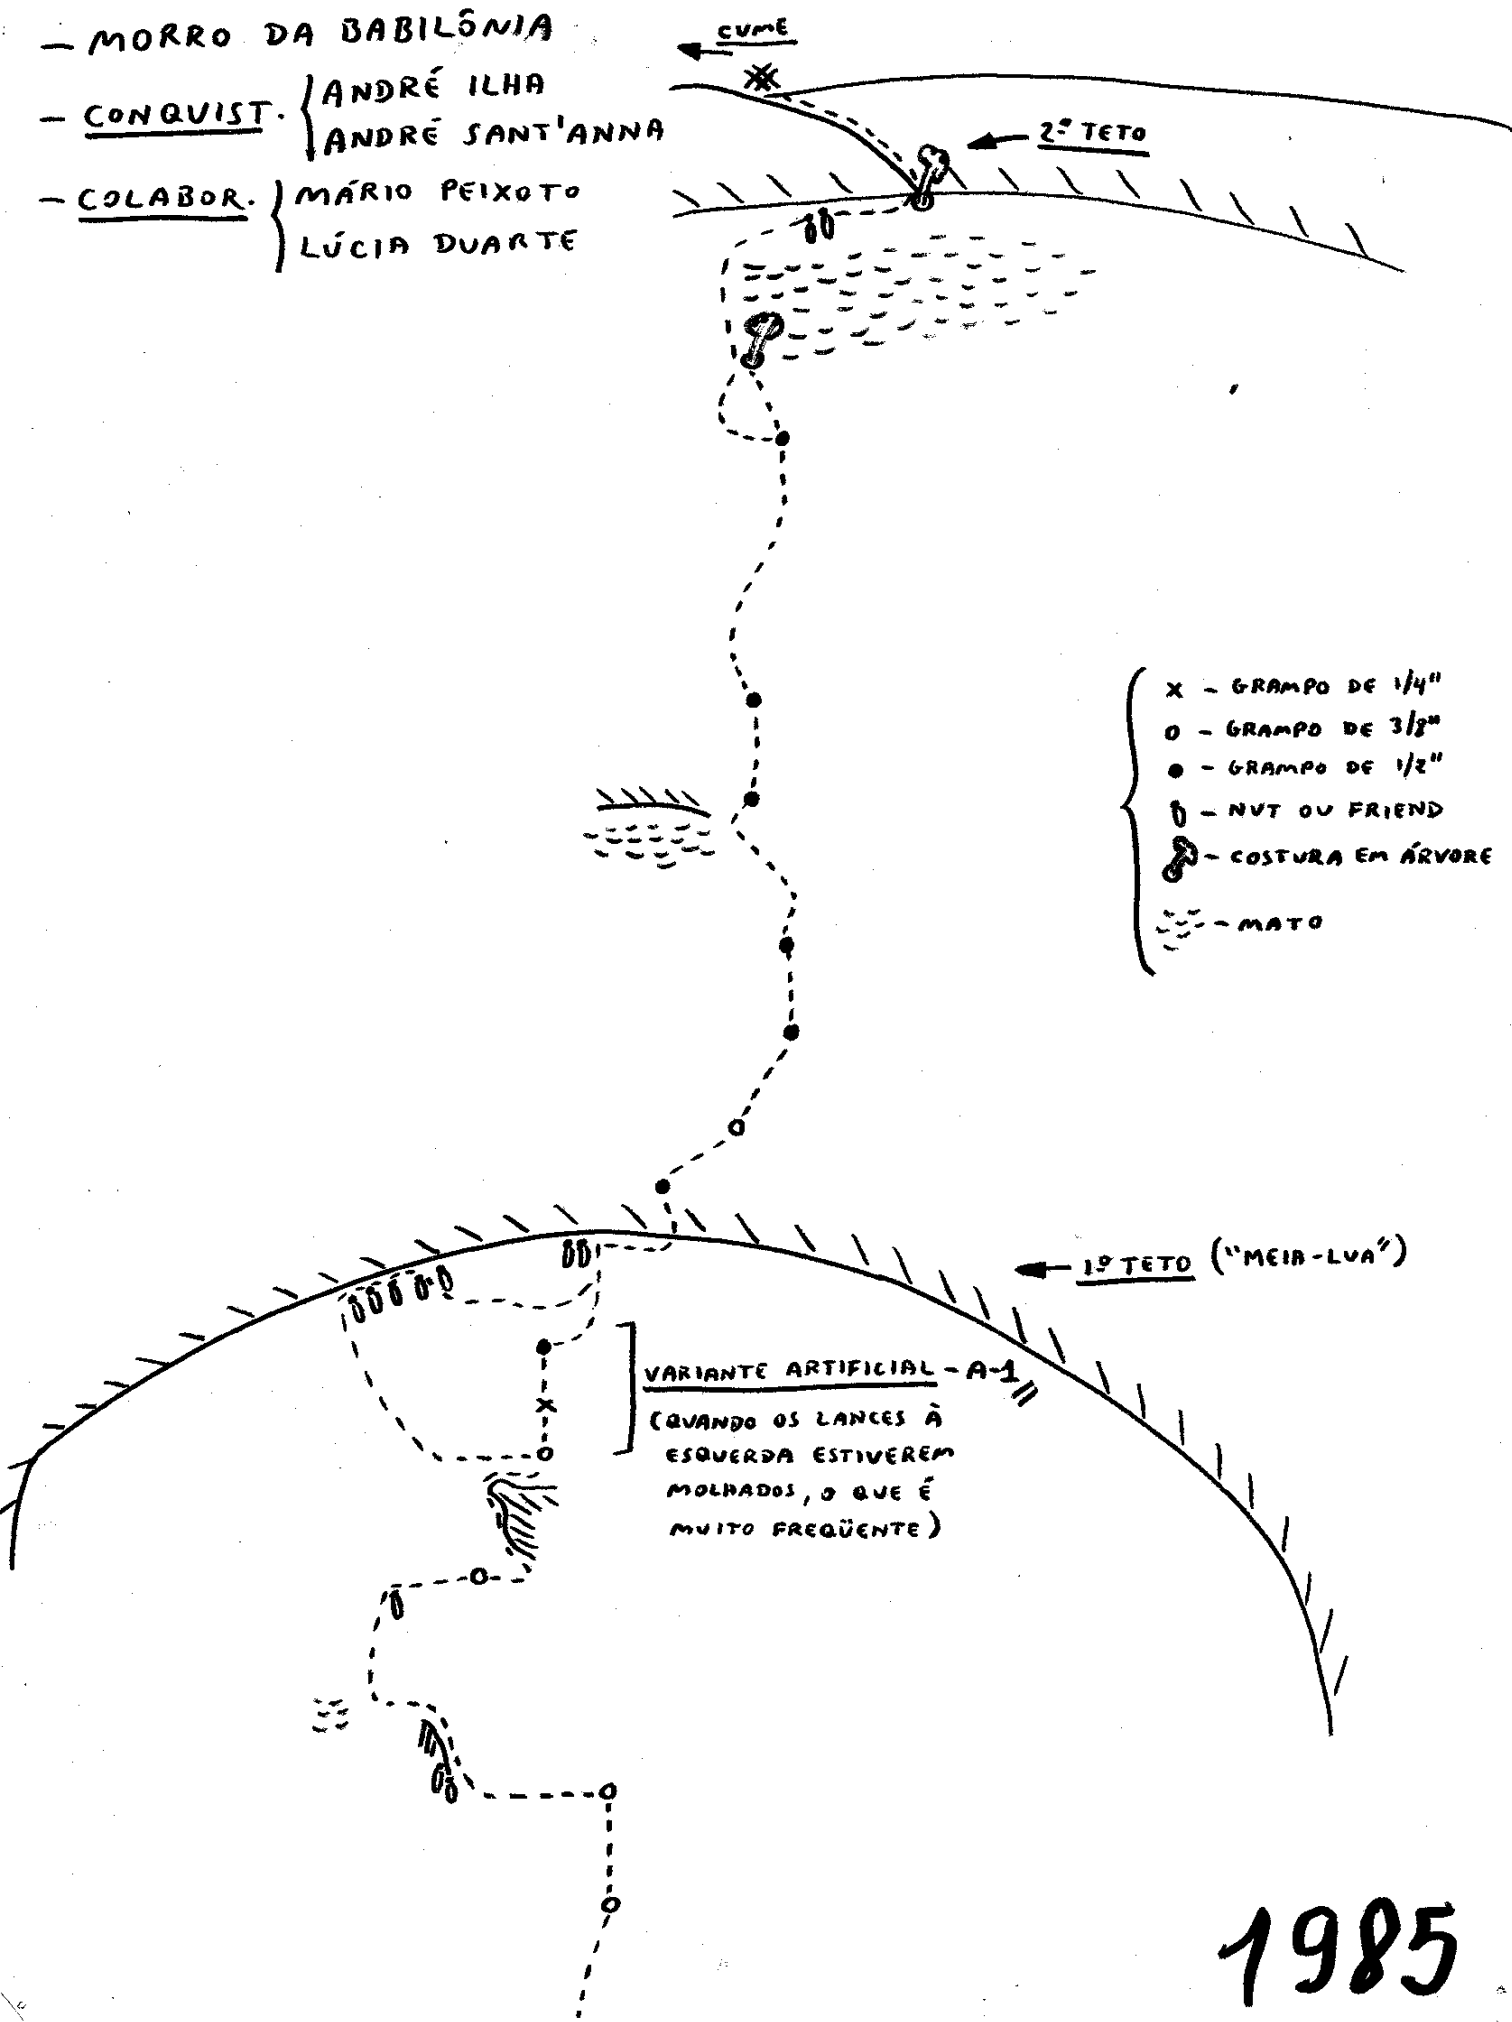 - MORRO DA BABILÔNIA
- CONQUIST. { ANDRÉ ILHA
ANDRÉ SANT'ANNA
- COLABOR. { MÁRIO PEIXOTO
LÚCIA DUARTE
CUME
2º TETO
x - GRAMPO DE 1/4"
o - GRAMPO DE 3/8"
● - GRAMPO DE 1/2"
- NUT OU FRIEND
- COSTURA EM ÁRVORE
- MATO
1º TETO ("MEIA-LUA")
VARIANTE ARTIFICIAL - A-1
(QUANDO OS LANCES À
ESQUERDA ESTIVEREM
MOLHADOS, O QUE É
MUITO FREQÜENTE)
1985